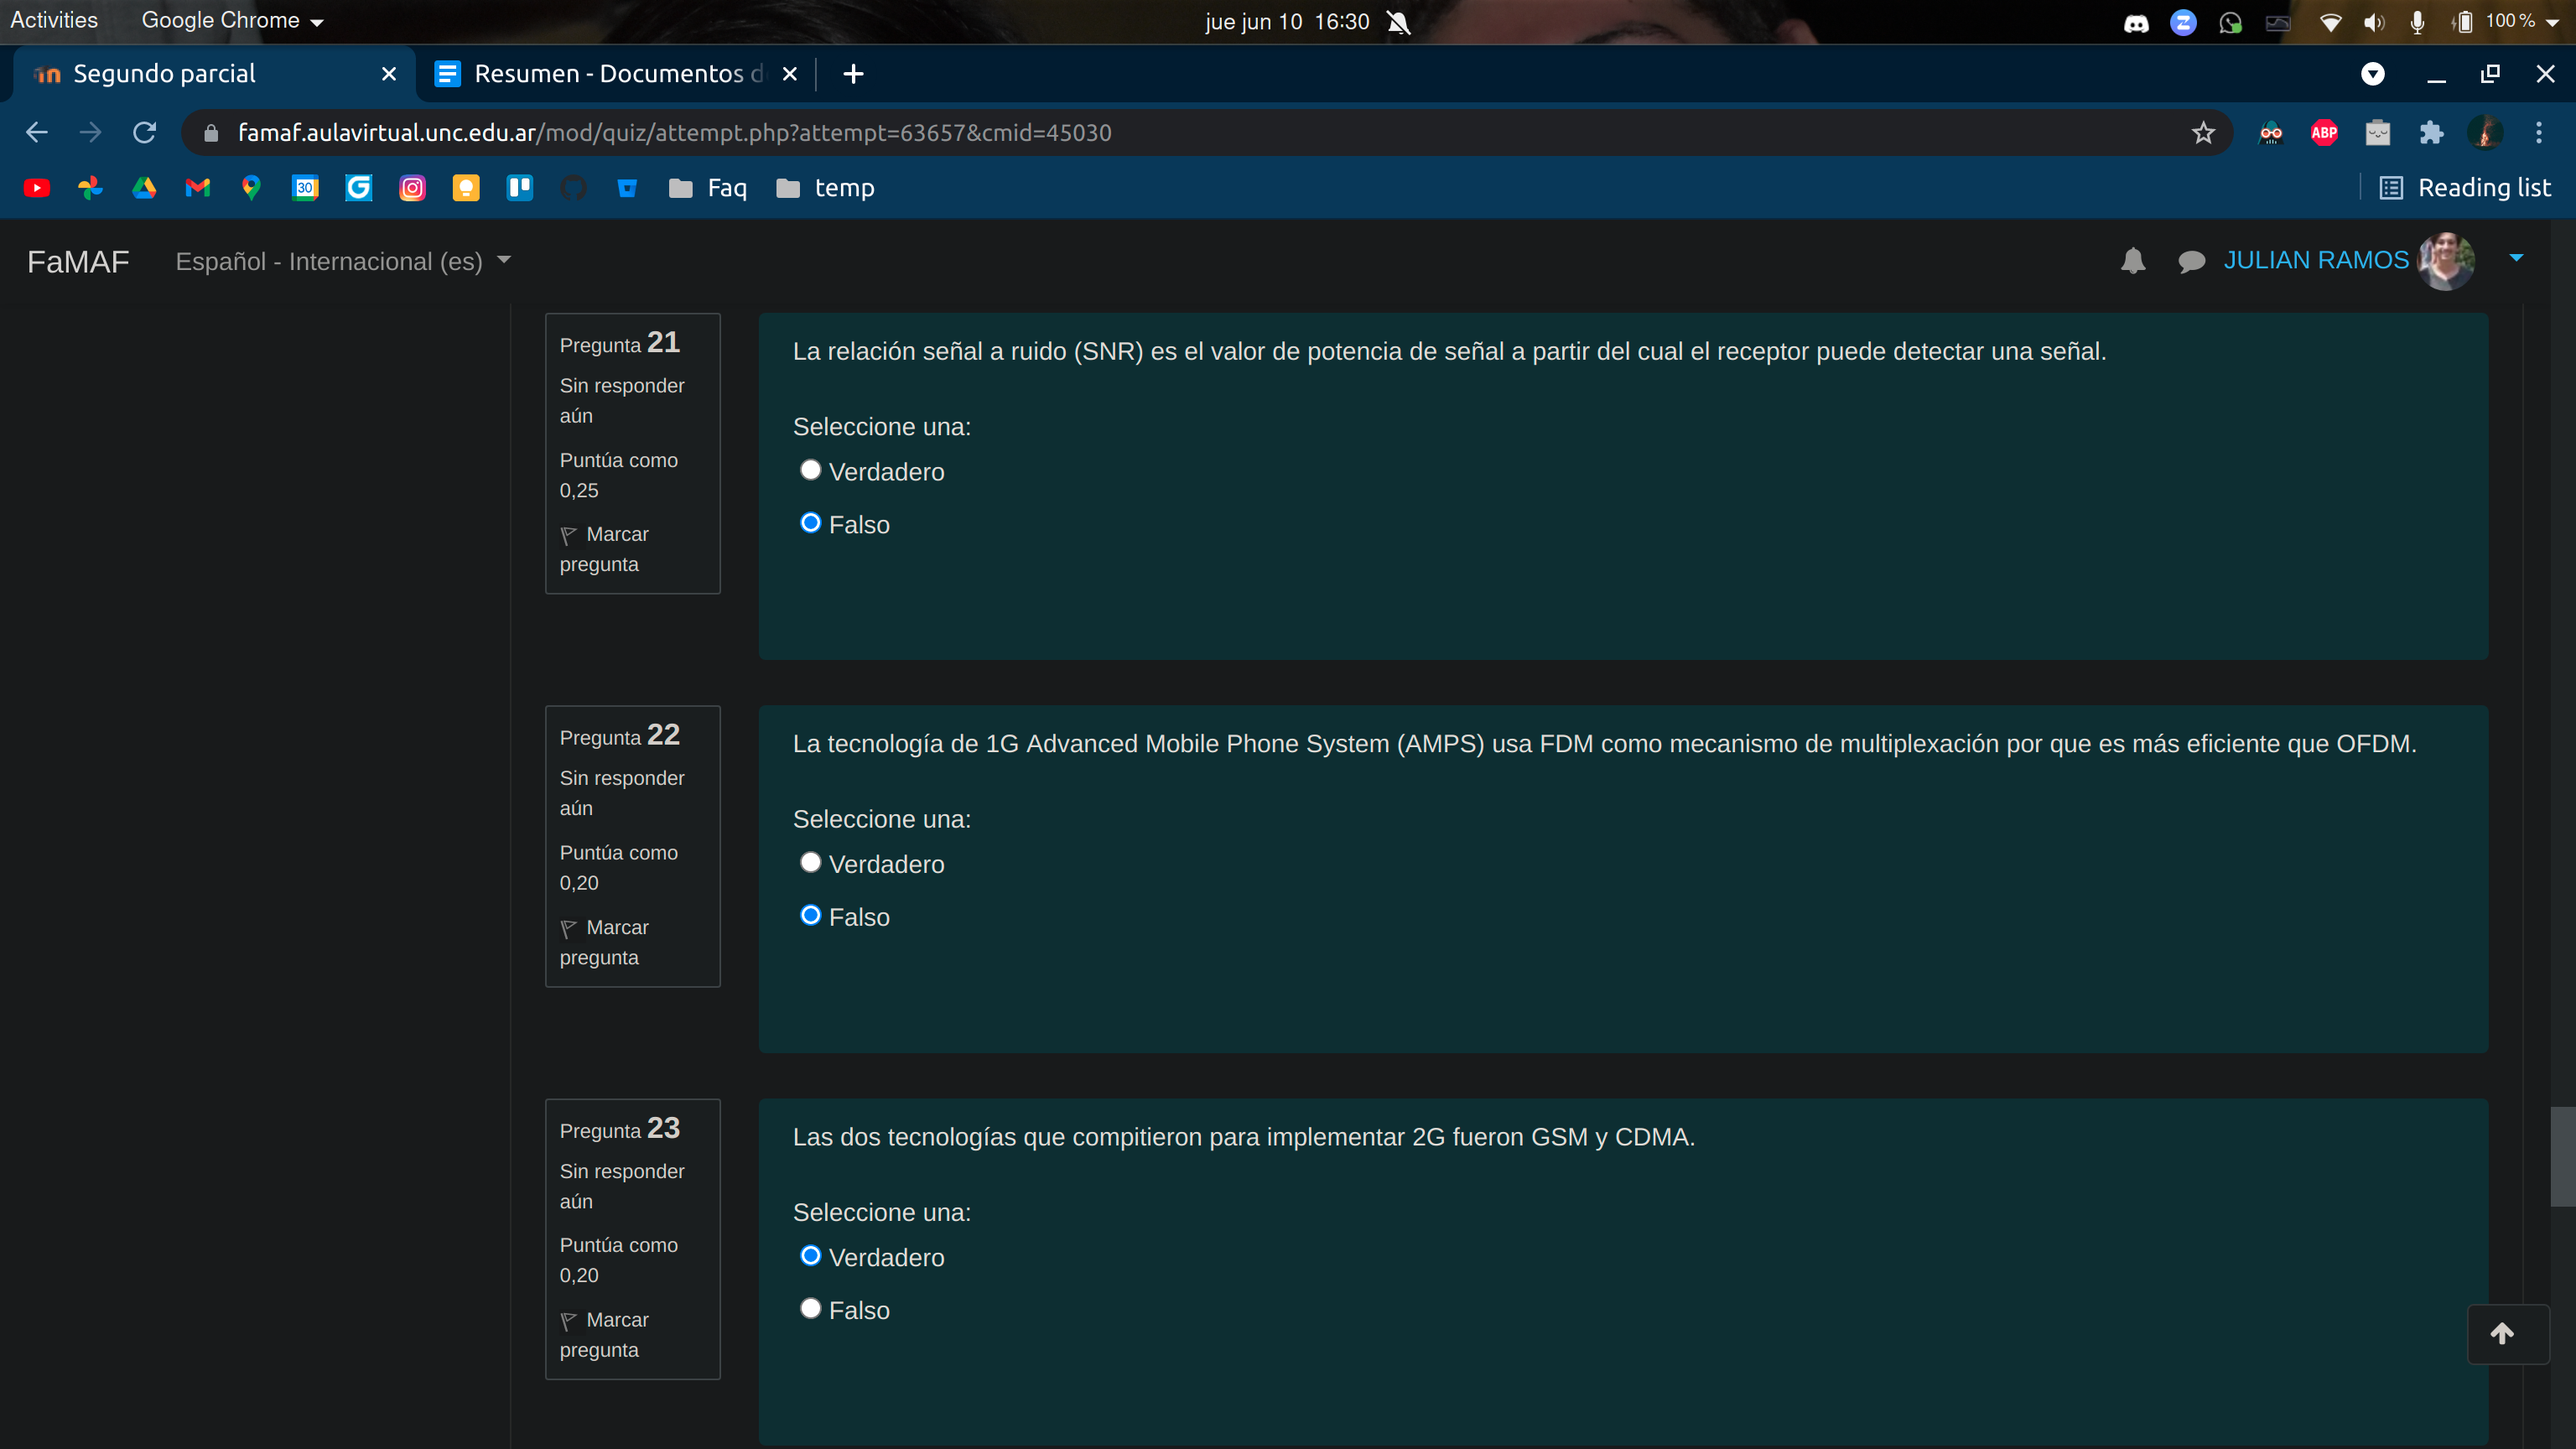 Activities Google Chrome jue jun 10 16:30 100 %
Segundo parcial Resumen - Documentos d
famaf.aulavirtual.unc.edu.ar/mod/quiz/attempt.php?attempt=63657&cmid=45030 ABP
30 Faq temp Reading list
FaMAF Español - Internacional (es) JULIAN RAMOS
Pregunta 21
Sin responder
aún
Puntúa como
0,25
Marcar
pregunta
La relación señal a ruido (SNR) es el valor de potencia de señal a partir del cual el receptor puede detectar una señal.
Seleccione una:
Verdadero
Falso
Pregunta 22
Sin responder
aún
Puntúa como
0,20
Marcar
pregunta
La tecnología de 1G Advanced Mobile Phone System (AMPS) usa FDM como mecanismo de multiplexación por que es más eficiente que OFDM.
Seleccione una:
Verdadero
Falso
Pregunta 23
Sin responder
aún
Puntúa como
0,20
Marcar
pregunta
Las dos tecnologías que compitieron para implementar 2G fueron GSM y CDMA.
Seleccione una:
Verdadero
Falso